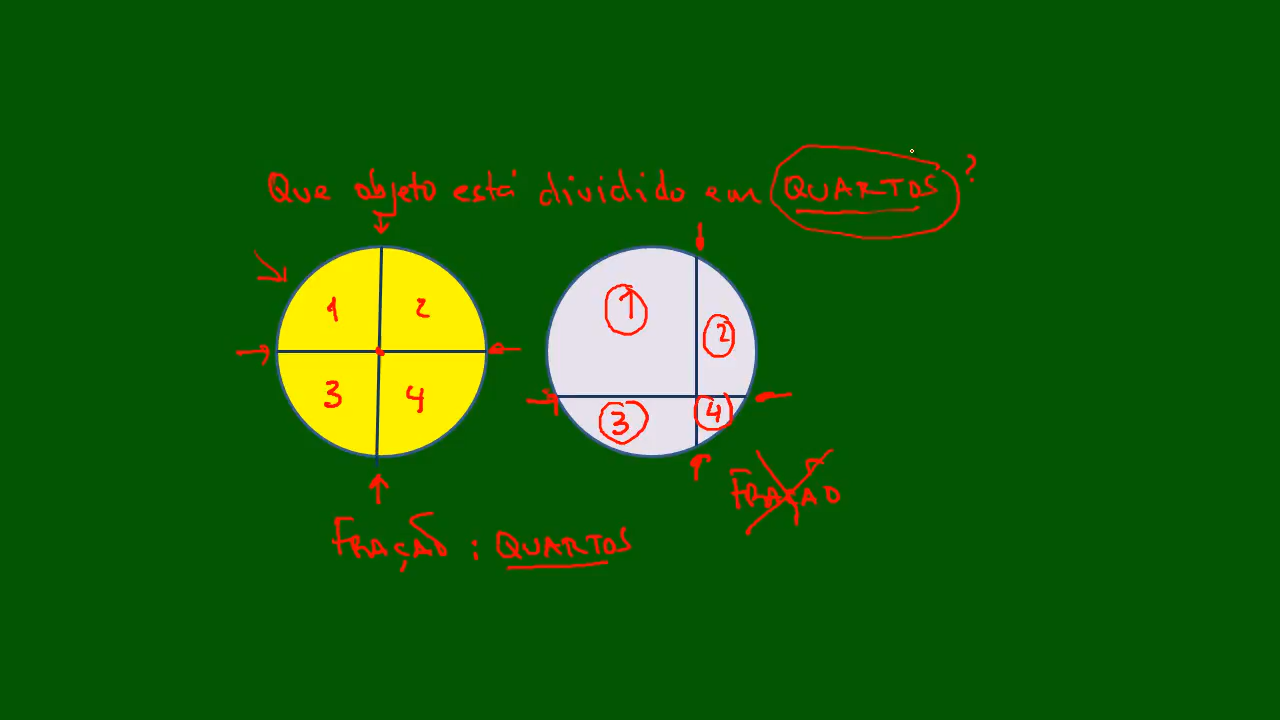 Que objeto está dividido em QUARTOS?
1 2
3 4
1
2
3
4
FRAÇÃO
FRAÇÃO : QUARTOS